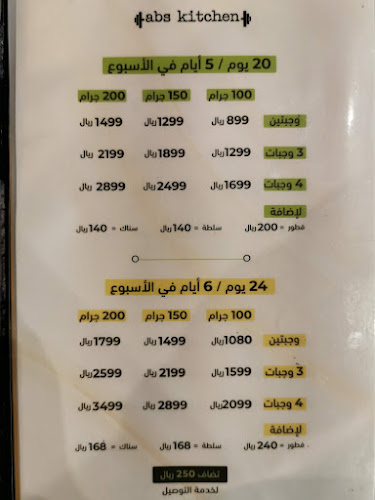 abs kitchen
20 يوم / 5 أيام في الأسبوع
100 جرام 150 جرام 200 جرام
وجبتين 899 ريال 1299 ريال 1499 ريال
3 وجبات 1299 ريال 1899 ريال 2199 ريال
4 وجبات 1699 ريال 2499 ريال 2899 ريال
لإضافة
فطور = 200 ريال سلطة = 140 ريال سناك = 140 ريال
24 يوم / 6 أيام في الأسبوع
100 جرام 150 جرام 200 جرام
وجبتين 1080 ريال 1499 ريال 1799 ريال
3 وجبات 1599 ريال 2199 ريال 2599 ريال
4 وجبات 2099 ريال 2899 ريال 3499 ريال
لإضافة
فطور = 240 ريال سلطة = 168 ريال سناك = 168 ريال
تضاف 250 ريال
لخدمة التوصيل